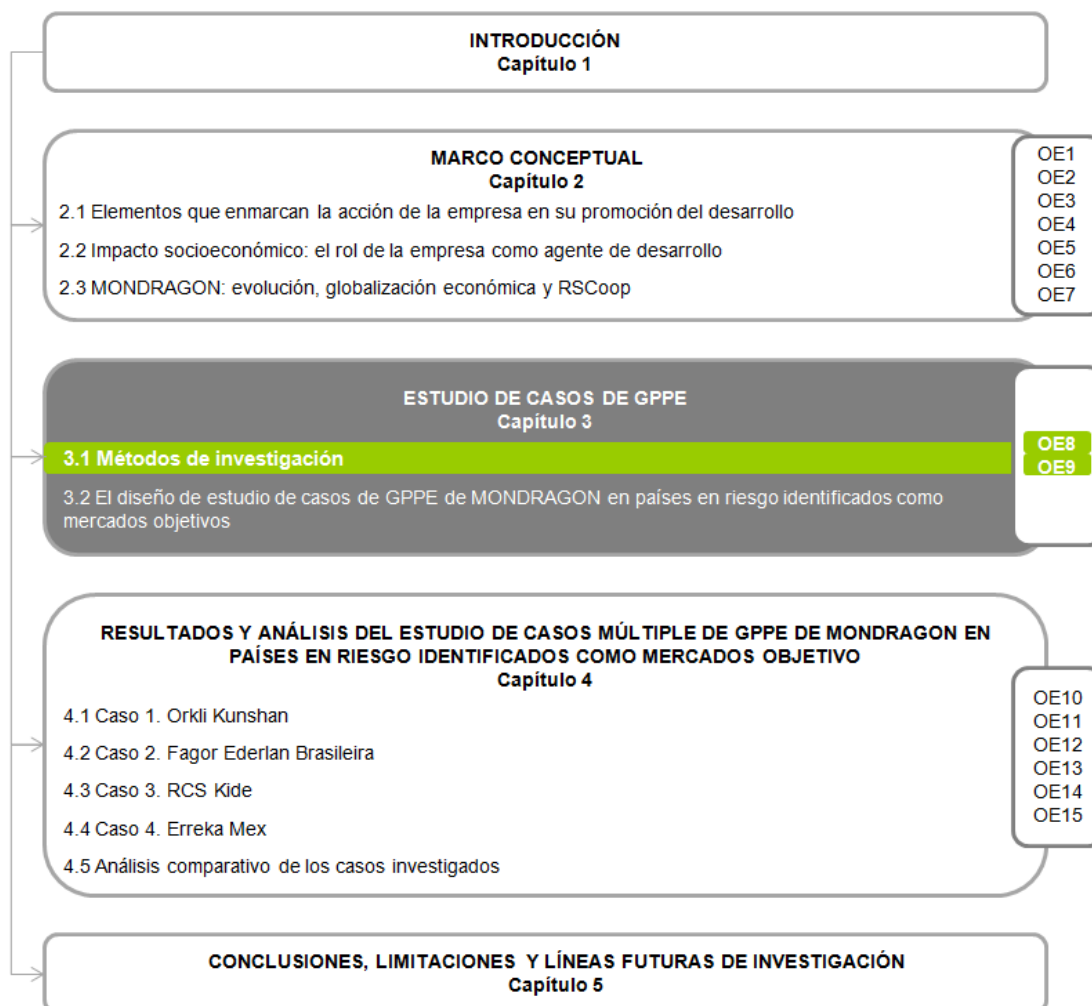 INTRODUCCIÓN
Capítulo 1
MARCO CONCEPTUAL
Capítulo 2
2.1 Elementos que enmarcan la acción de la empresa en su promoción del desarrollo
2.2 Impacto socioeconómico: el rol de la empresa como agente de desarrollo
2.3 MONDRAGON: evolución, globalización económica y RSCoop
OE1
OE2
OE3
OE4
OE5
OE6
OE7
ESTUDIO DE CASOS DE GPPE
Capítulo 3
3.1 Métodos de investigación
3.2 El diseño de estudio de casos de GPPE de MONDRAGON en países en riesgo identificados como
mercados objetivos
OE8
OE9
RESULTADOS Y ANÁLISIS DEL ESTUDIO DE CASOS MÚLTIPLE DE GPPE DE MONDRAGON EN
PAÍSES EN RIESGO IDENTIFICADOS COMO MERCADOS OBJETIVO
Capítulo 4
4.1 Caso 1. Orkli Kunshan
4.2 Caso 2. Fagor Ederlan Brasileira
4.3 Caso 3. RCS Kide
4.4 Caso 4. Erreka Mex
4.5 Análisis comparativo de los casos investigados
OE10
OE11
OE12
OE13
OE14
OE15
CONCLUSIONES, LIMITACIONES Y LÍNEAS FUTURAS DE INVESTIGACIÓN
Capítulo 5